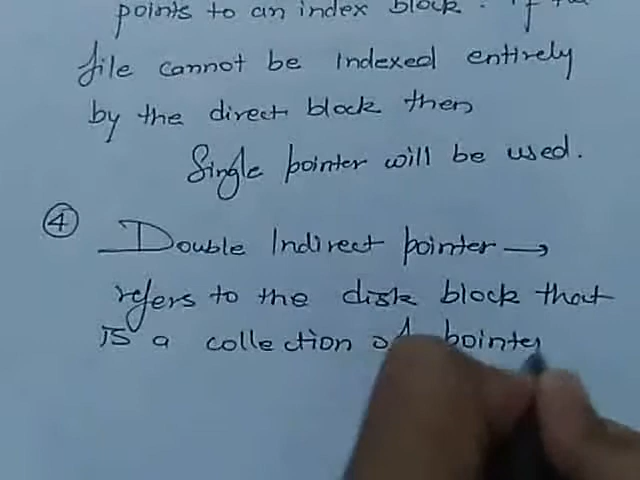 points to an index block. If the
file cannot be indexed entirely
by the direct block then
Single pointer will be used.
④ Double Indirect pointer →
refers to the disk block that
is a collection of pointer